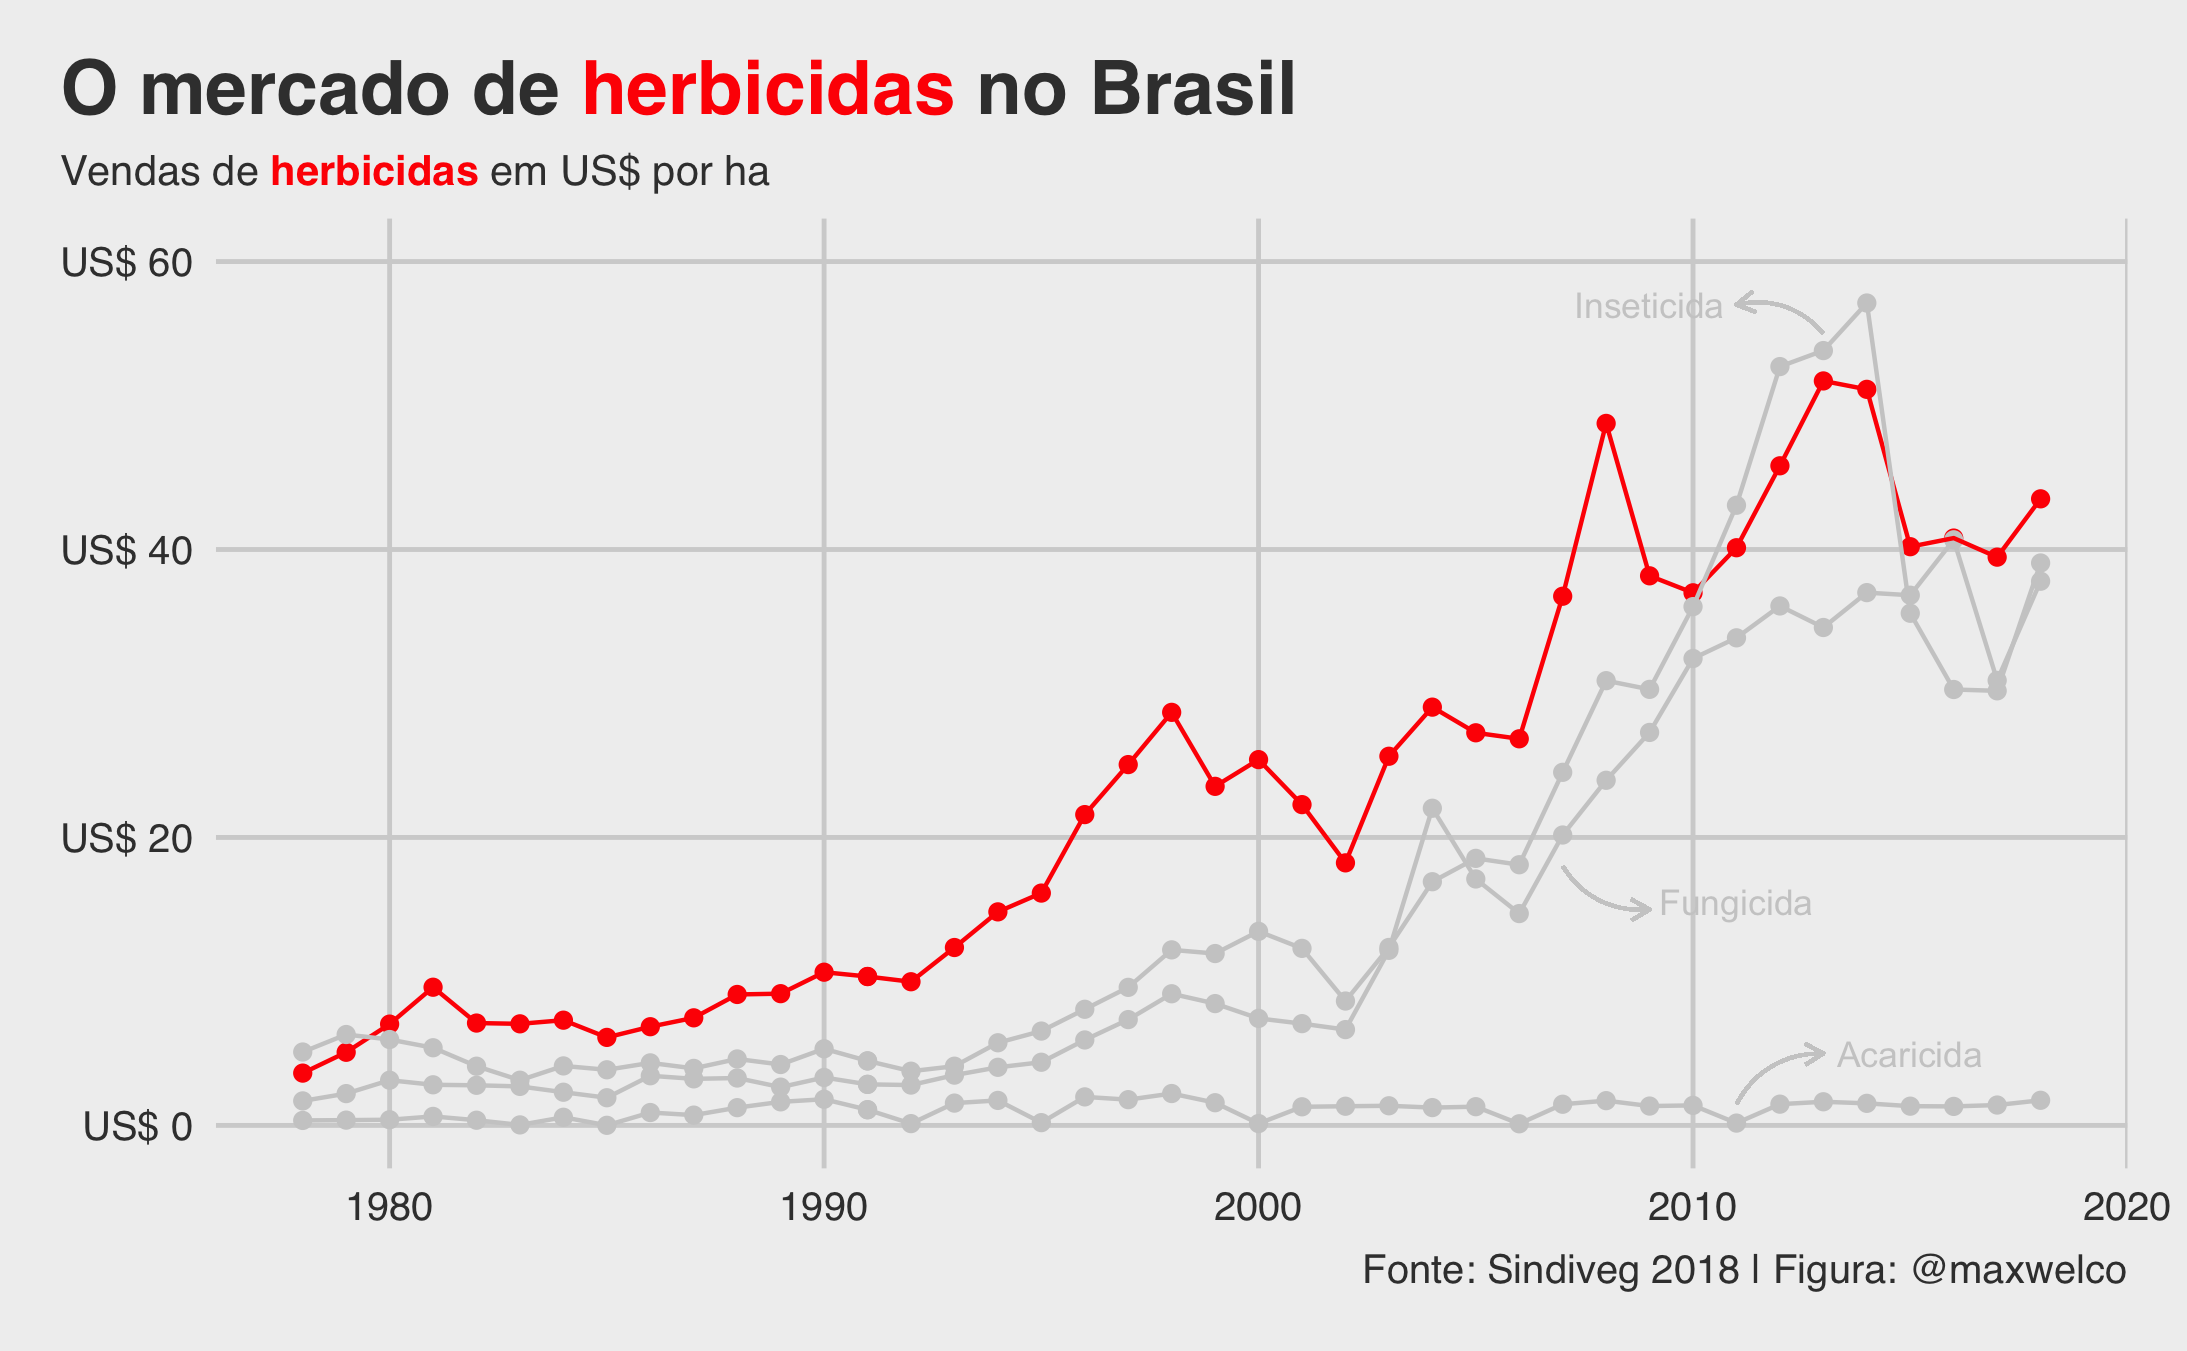 O mercado de herbicidas no Brasil
Vendas de herbicidas em US$ por ha
US$ 60
Inseticida
US$ 40
US$ 20
Fungicida
Acaricida
US$ 0
1980 1990 2000 2010 2020
Fonte: Sindiveg 2018 | Figura: @maxwelco